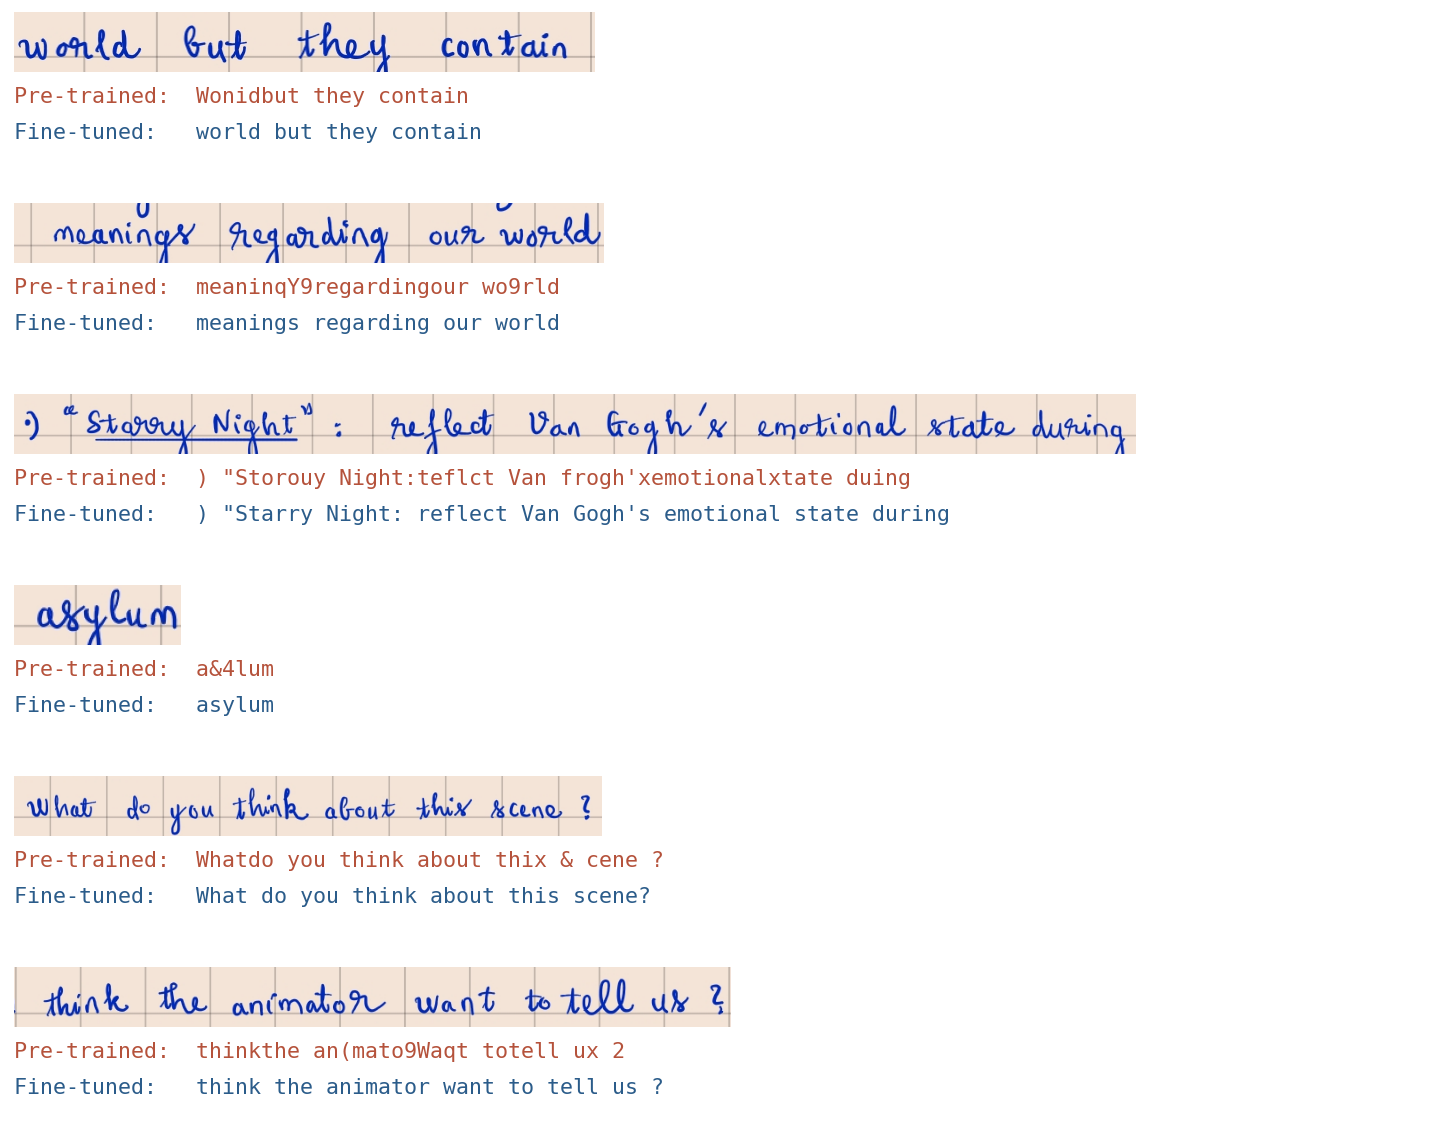 world but they contain
Pre-trained: Wonidbut they contain
Fine-tuned: world but they contain
meanings regarding our world
Pre-trained: meaninqY9regardingour wo9rld
Fine-tuned: meanings regarding our world
·) "Starry Night" : reflect Van Gogh's emotional state during
Pre-trained: ) "Storouy Night:teflct Van frogh'xemotionalxtate duing
Fine-tuned: ) "Starry Night: reflect Van Gogh's emotional state during
asylum
Pre-trained: a&4lum
Fine-tuned: asylum
What do you think about this scene ?
Pre-trained: Whatdo you think about thix & cene ?
Fine-tuned: What do you think about this scene?
think the animator want to tell us ?
Pre-trained: thinkthe an(mato9Waqt totell ux 2
Fine-tuned: think the animator want to tell us ?